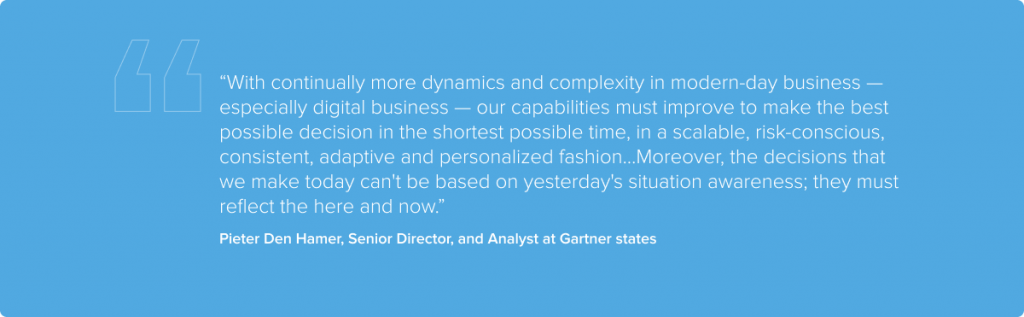 “With continually more dynamics and complexity in modern-day business —
especially digital business — our capabilities must improve to make the best
possible decision in the shortest possible time, in a scalable, risk-conscious,
consistent, adaptive and personalized fashion...Moreover, the decisions that
we make today can't be based on yesterday's situation awareness; they must
reflect the here and now.”
Pieter Den Hamer, Senior Director, and Analyst at Gartner states